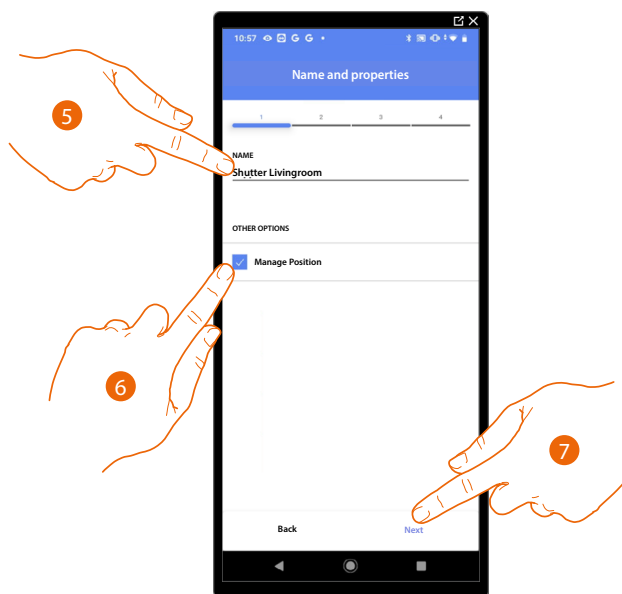 10:57 G G
Name and properties
1 2 3 4
5
NAME
Shutter Livingroom
OTHER OPTIONS
Manage Position
6
7
Back Next